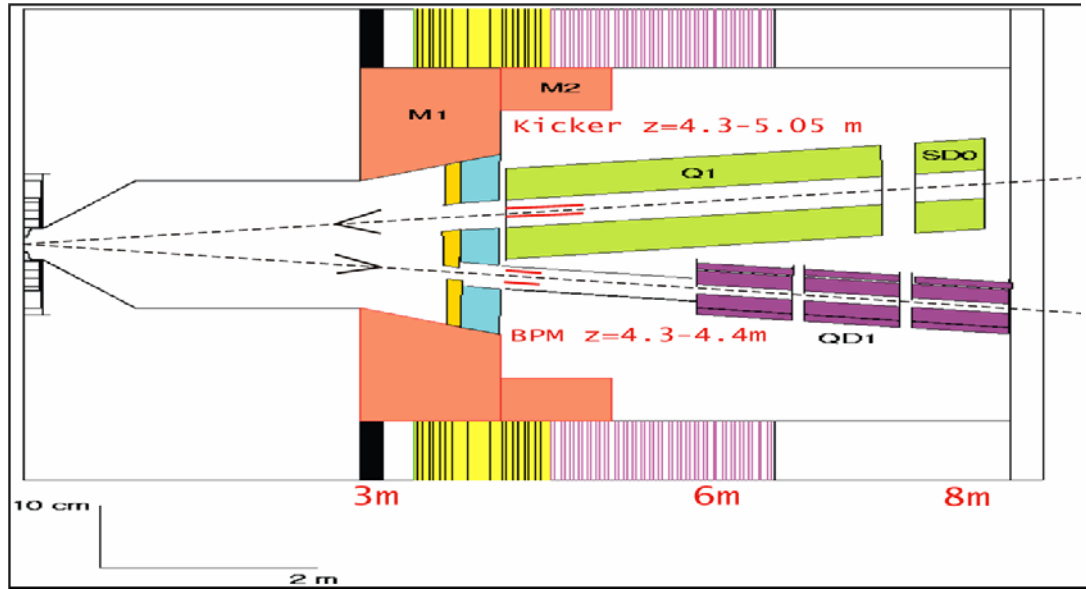 M1
M2
Kicker z=4.3-5.05 m
Q1
SD0
BPM z=4.3-4.4m
QD1
3m
6m
8m
10 cm
2 m